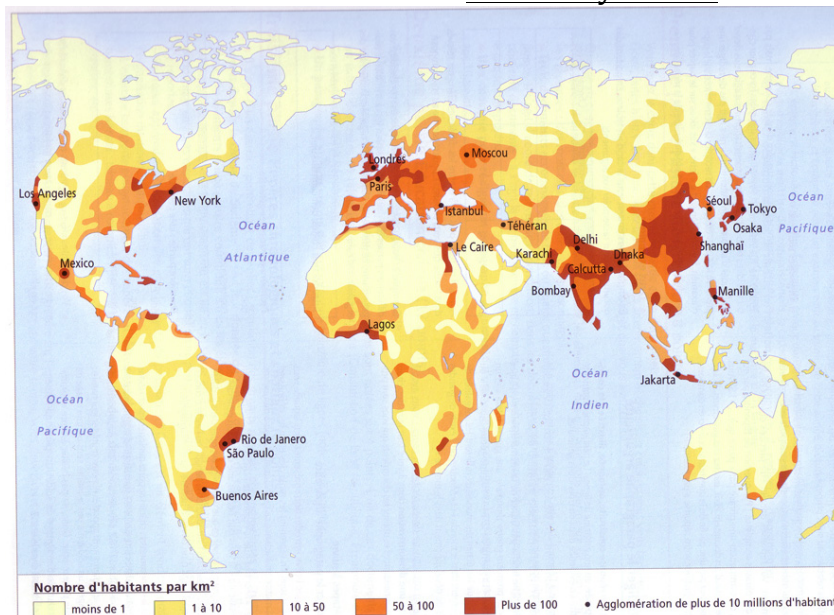 Londres
Moscou
Paris
Los Angeles
New York
Istanbul
Séoul
Tokyo
Océan
Pacifique
Océan
Atlantique
Téhéran
Osaka
Le Caire
Karachi
Delhi
Dhaka
Shanghaï
Mexico
Calcutta
Bombay
Manille
Lagos
Océan
Indien
Jakarta
Océan
Pacifique
Rio de Janero
São Paulo
Buenos Aires
Nombre d'habitants par km²
moins de 1
1 à 10
10 à 50
50 à 100
Plus de 100
Agglomération de plus de 10 millions d'habitant